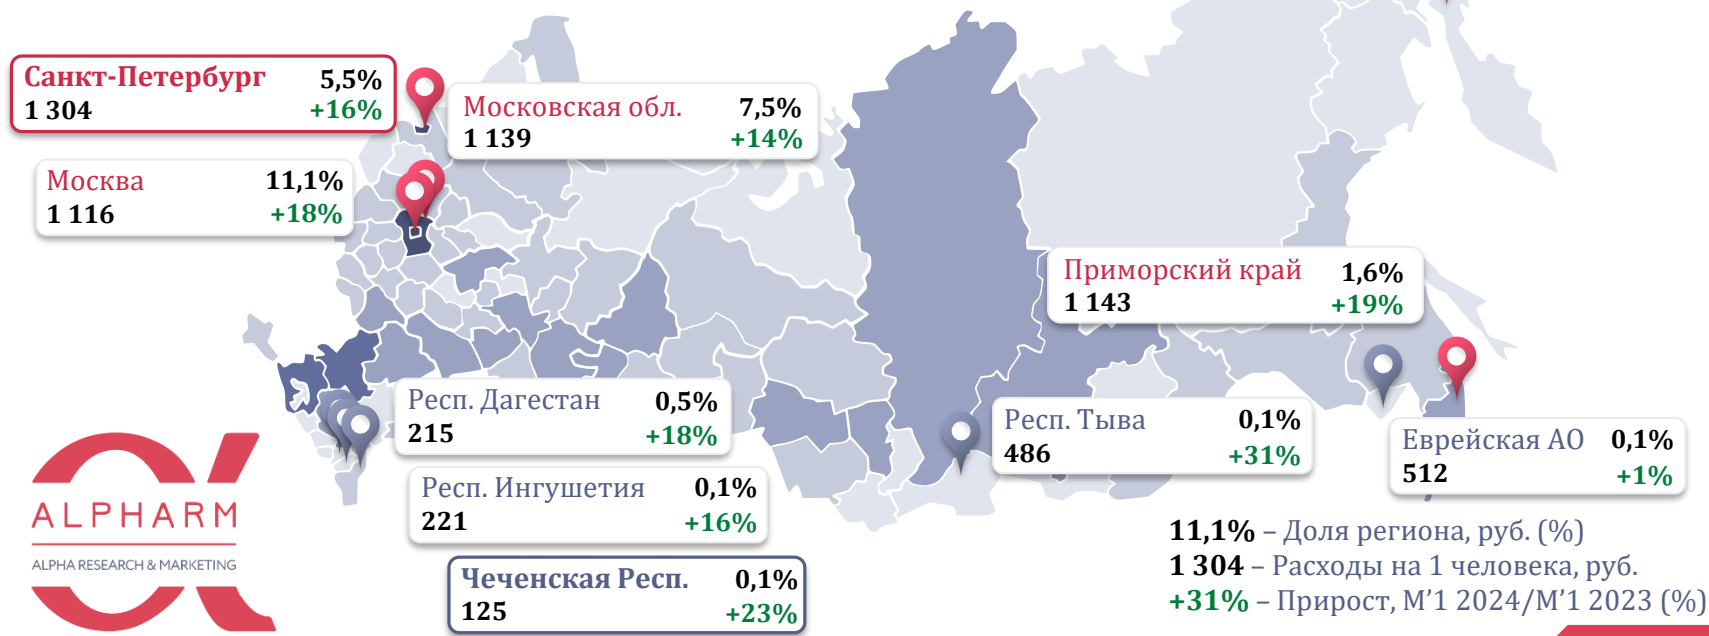 Санкт-Петербург 5,5%
1 304 +16%
Московская обл. 7,5%
1 139 +14%
Москва 11,1%
1 116 +18%
Приморский край 1,6%
1 143 +19%
Респ. Дагестан 0,5%
215 +18%
Респ. Тыва 0,1%
486 +31%
Еврейская АО 0,1%
512 +1%
Респ. Ингушетия 0,1%
221 +16%
Чеченская Респ. 0,1%
125 +23%
ALPHARM
ALPHA RESEARCH & MARKETING
11,1% – Доля региона, руб. (%)
1 304 – Расходы на 1 человека, руб.
+31% – Прирост, М’1 2024/М’1 2023 (%)